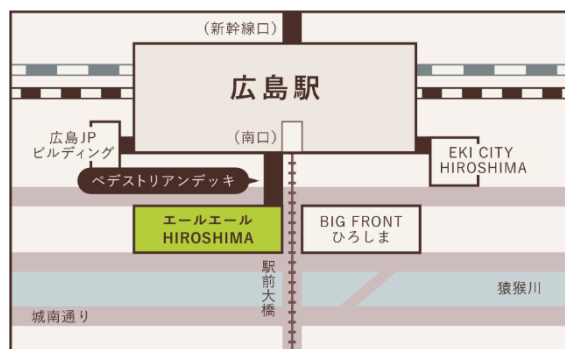 (新幹線口)
広島駅
(南口)
広島JP
ビルディング
EKI CITY
HIROSHIMA
ペデストリアンデッキ
エールエール
HIROSHIMA
BIG FRONT
ひろしま
駅前大橋
猿猴川
城南通り